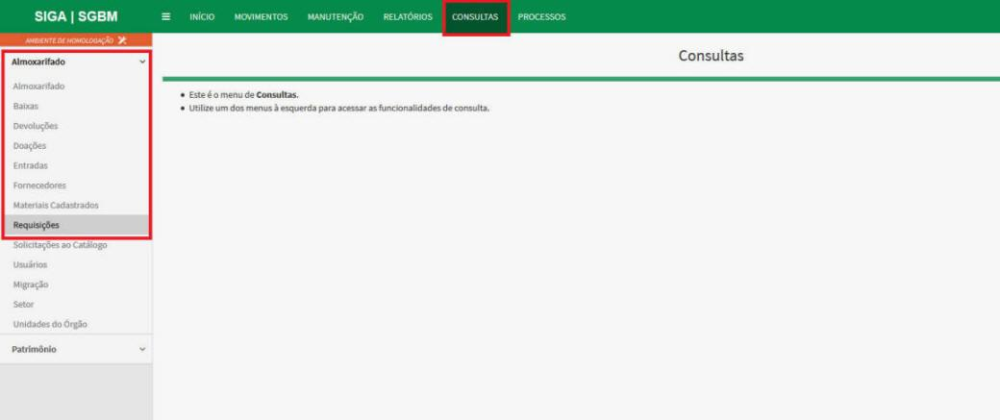 SIGA | SGBM
INÍCIO MOVIMENTOS MANUTENÇÃO RELATÓRIOS CONSULTAS PROCESSOS
AMBIENTE DE HOMOLOGAÇÃO
Almoxarifado
Almoxarifado
Baixas
Devoluções
Doações
Entradas
Fornecedores
Materiais Cadastrados
Requisições
Solicitações ao Catálogo
Usuários
Migração
Setor
Unidades do Órgão
Patrimônio
Consultas
Este é o menu de Consultas.
Utilize um dos menus à esquerda para acessar as funcionalidades de consulta.